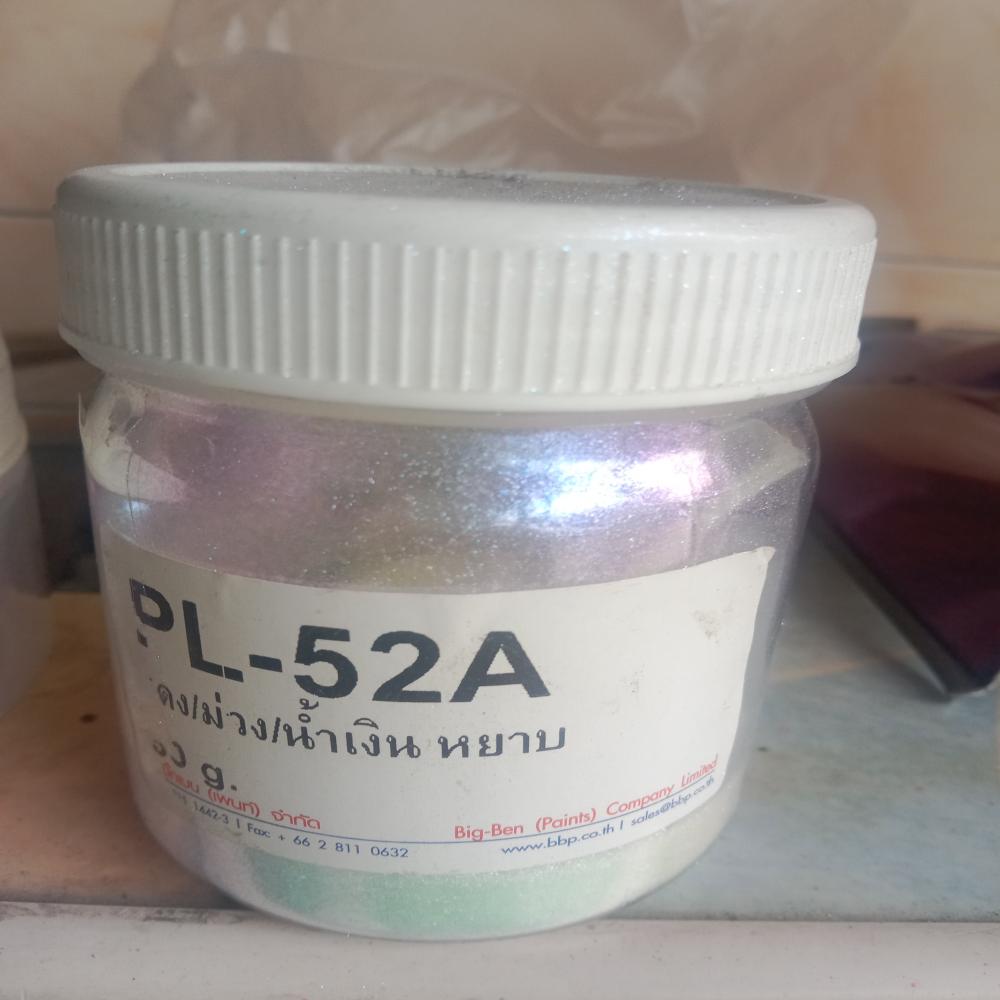 PL-52A
ดง/ม่วง/น้ำเงิน หยาบ
g.
(เพนท์) จำกัด
Big-Ben (Paints) Company Limited
1442-3 | Fax: + 66 2 811 0632
www.bbp.co.th | sales@bbp.co.th